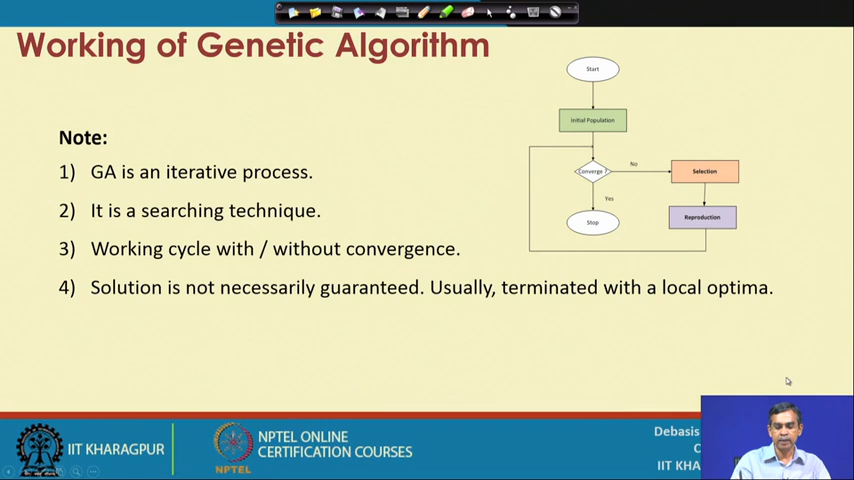 Working of Genetic Algorithm
Start
Initial Population
Converge ?
No
Selection
Yes
Reproduction
Stop
Note:
1) GA is an iterative process.
2) It is a searching technique.
3) Working cycle with / without convergence.
4) Solution is not necessarily guaranteed. Usually, terminated with a local optima.
IIT KHARAGPUR
NPTEL
NPTEL ONLINE
CERTIFICATION COURSES
Debasis
C
IIT KHA